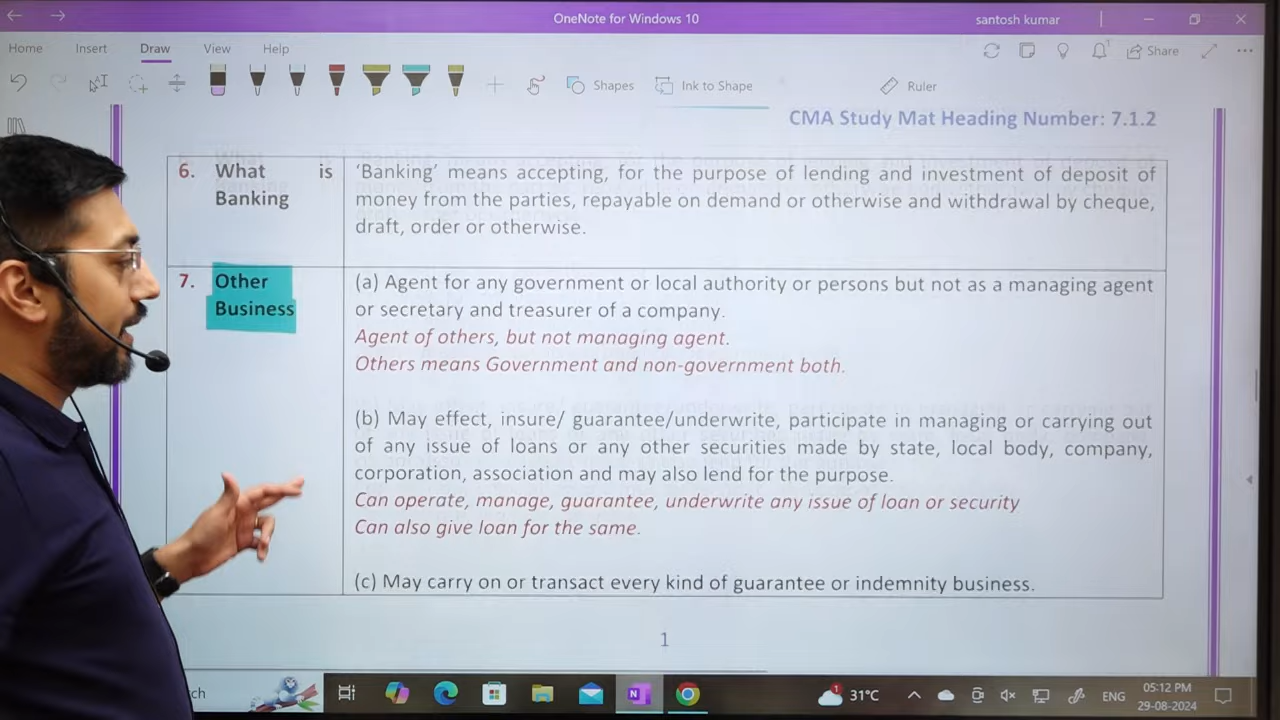 OneNote for Windows 10
santosh kumar
Home Insert Draw View Help
Share
Shapes
Ink to Shape
Ruler
CMA Study Mat Heading Number: 7.1.2
6. What is Banking
‘Banking’ means accepting, for the purpose of lending and investment of deposit of
money from the parties, repayable on demand or otherwise and withdrawal by cheque,
draft, order or otherwise.
7. Other Business
(a) Agent for any government or local authority or persons but not as a managing agent
or secretary and treasurer of a company.
Agent of others, but not managing agent.
Others means Government and non-government both.
(b) May effect, insure/ guarantee/underwrite, participate in managing or carrying out
of any issue of loans or any other securities made by state, local body, company,
corporation, association and may also lend for the purpose.
Can operate, manage, guarantee, underwrite any issue of loan or security
Can also give loan for the same.
(c) May carry on or transact every kind of guarantee or indemnity business.
1
ch
1
31°C
ENG
05:12 PM
29-08-2024